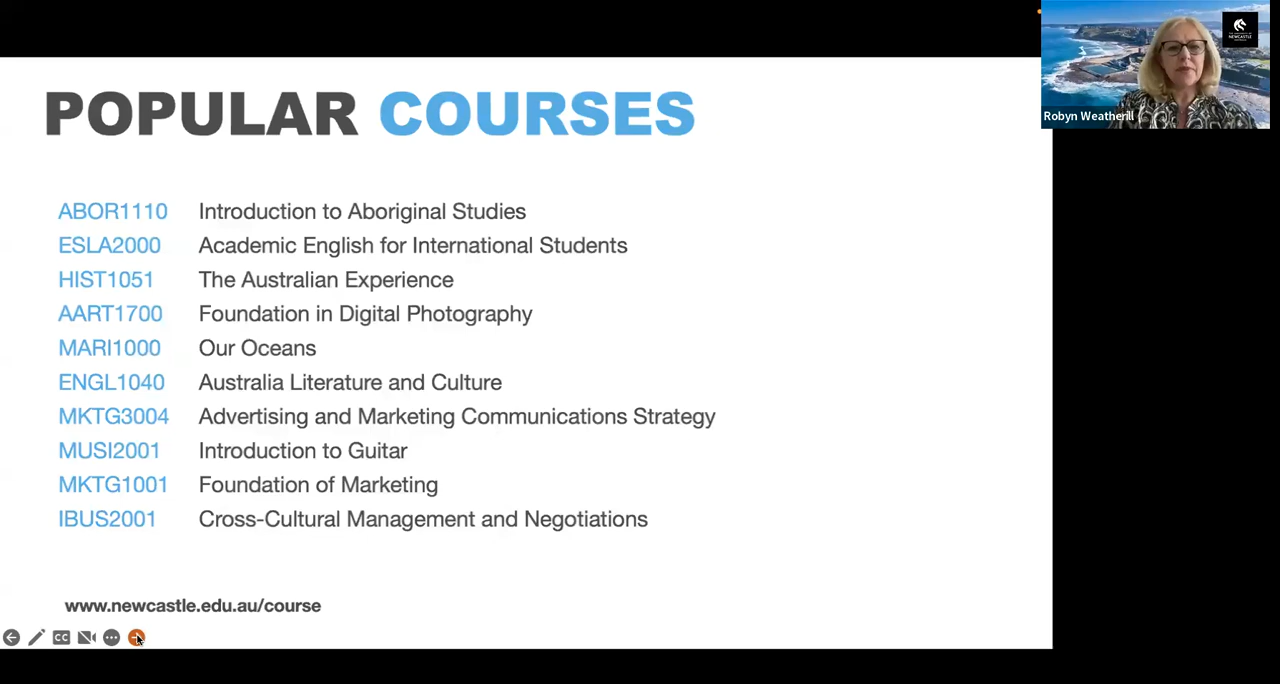 POPULAR COURSES
ABOR1110 Introduction to Aboriginal Studies
ESLA2000 Academic English for International Students
HIST1051 The Australian Experience
AART1700 Foundation in Digital Photography
MARI1000 Our Oceans
ENGL1040 Australia Literature and Culture
MKTG3004 Advertising and Marketing Communications Strategy
MUSI2001 Introduction to Guitar
MKTG1001 Foundation of Marketing
IBUS2001 Cross-Cultural Management and Negotiations
www.newcastle.edu.au/course
CC
NEWCASTLE
Robyn Weatherill